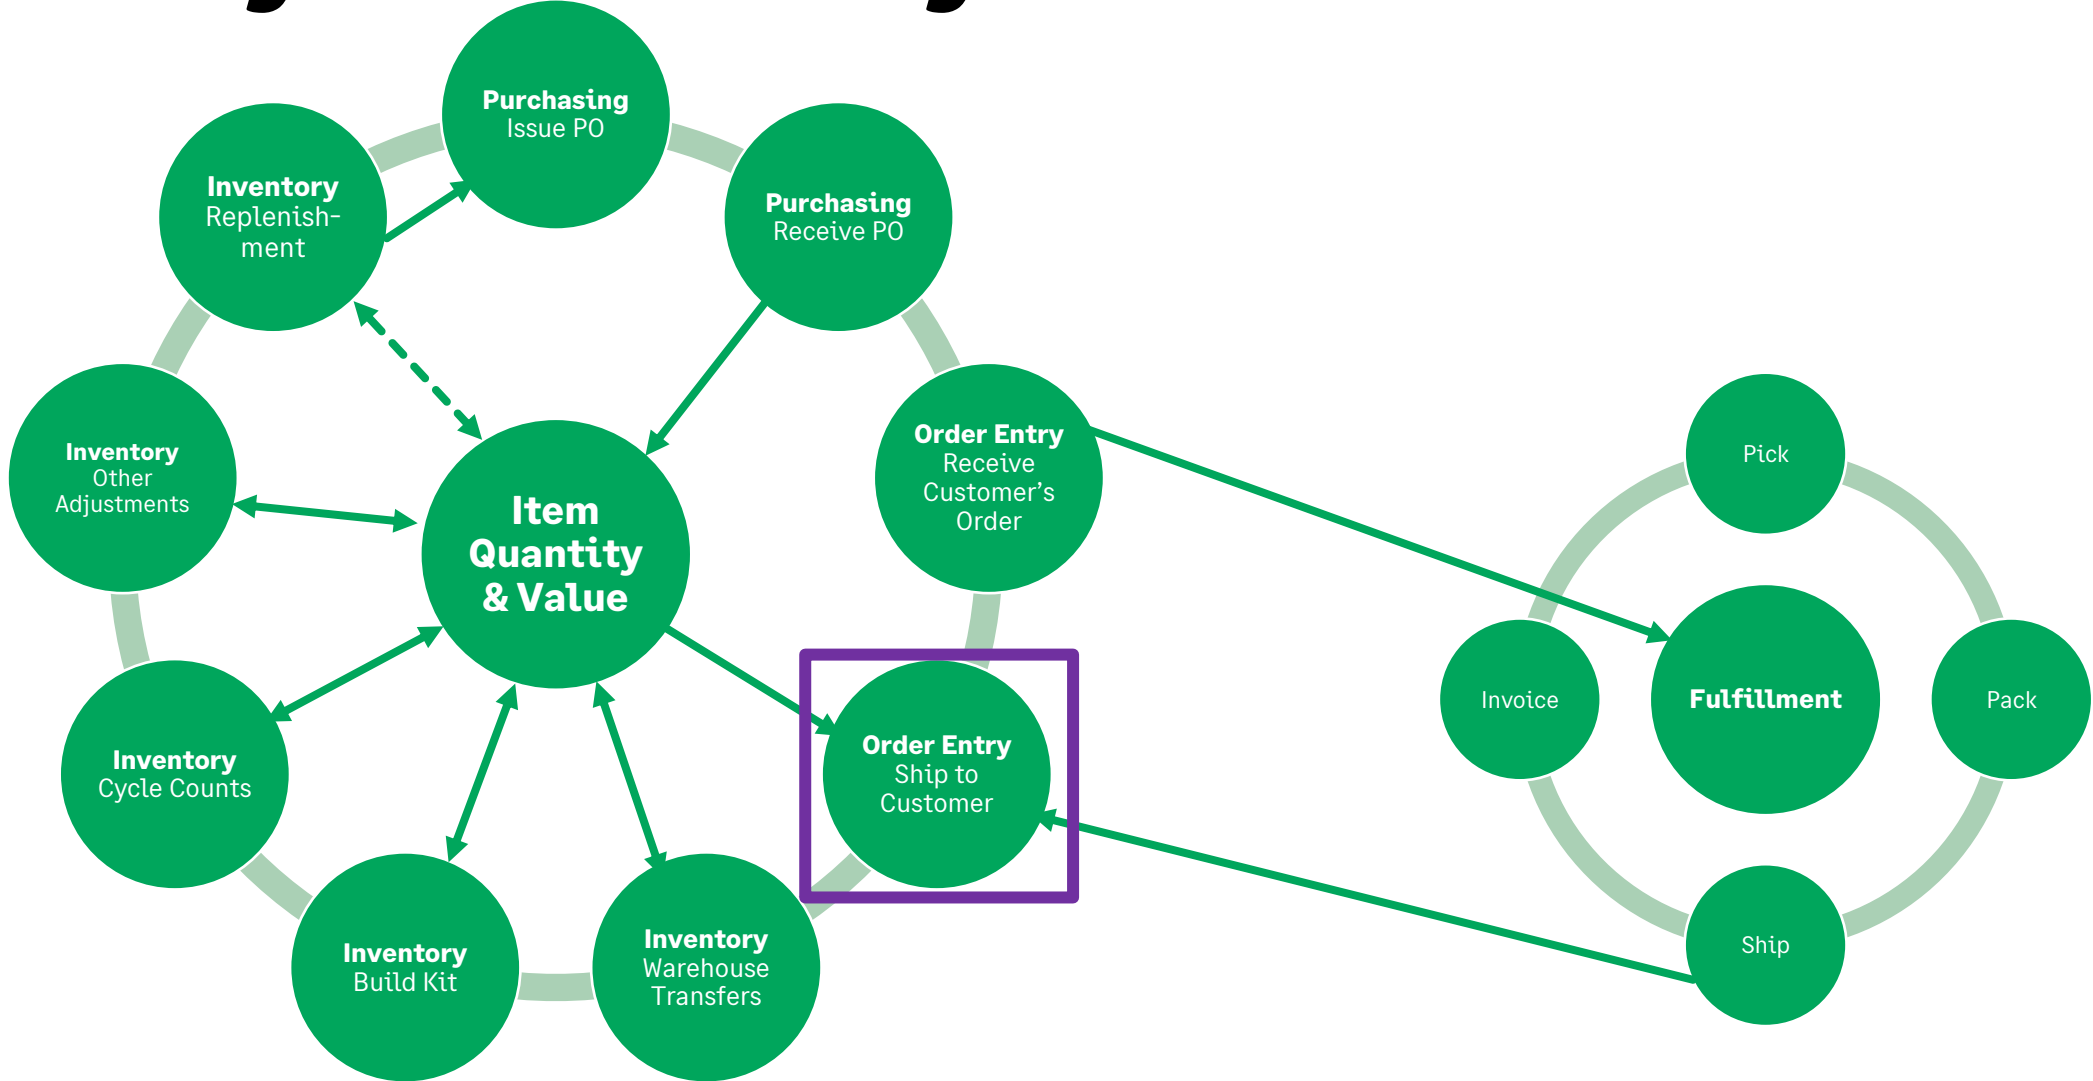 Purchasing
Issue PO
Purchasing
Receive PO
Order Entry
Receive
Customer’s
Order
Order Entry
Ship to
Customer
Inventory
Warehouse
Transfers
Inventory
Build Kit
Inventory
Cycle Counts
Inventory
Other
Adjustments
Inventory
Replenish-
ment
Item
Quantity
& Value
Pick
Pack
Ship
Invoice
Fulfillment